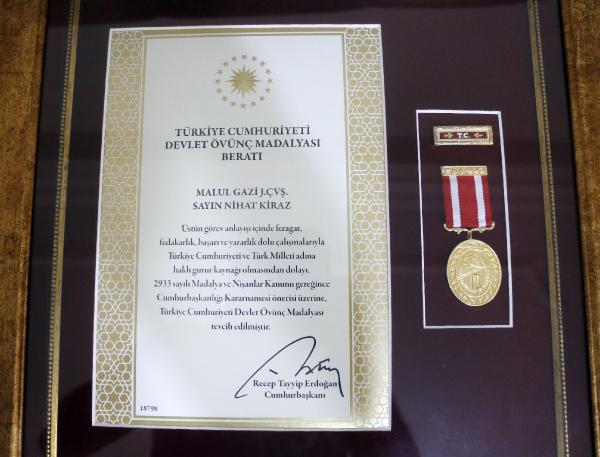 TÜRKİYE CUMHURİYETİ
DEVLET ÖVÜNÇ MADALYASI
BERATI
MALUL GAZİ J.ÇVŞ.
SAYIN NİHAT KİRAZ
Üstün görev anlayışı içinde feragat,
fedakarlık, başarı ve yararlık dolu çalışmalarıyla
Türkiye Cumhuriyeti ve Türk Milleti adına
haklı gurur kaynağı olmasından dolayı,
2933 sayılı Madalya ve Nişanlar Kanunu gereğince
Cumhurbaşkanlığı Kararnamesi önerisi üzerine,
Türkiye Cumhuriyeti Devlet Övünç Madalyası
tevcih edilmiştir.
Recep Tayyip Erdoğan
Cumhurbaşkanı
18798
T.C.